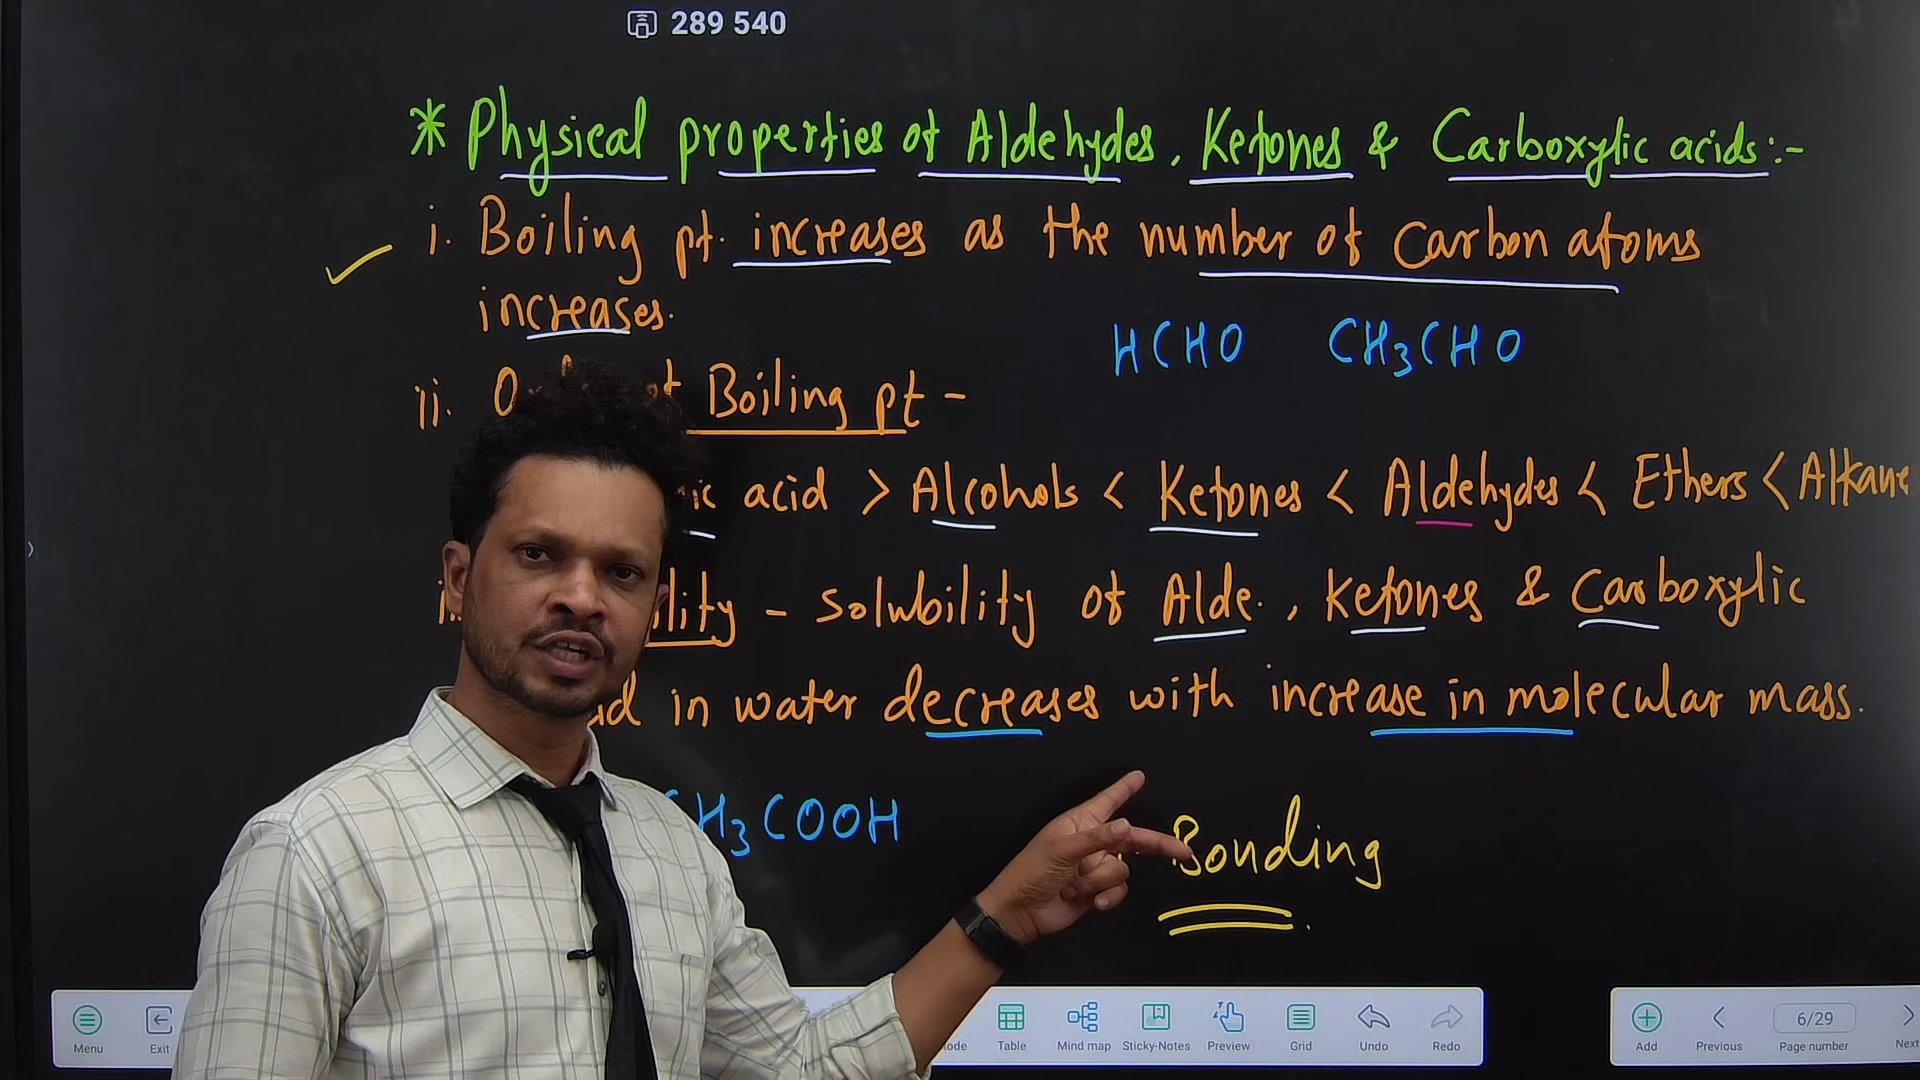 289 540
* Physical properties of Aldehydes, Ketones & Carboxylic acids:-
i. Boiling pt. increases as the number of carbon atoms
increases.
HCHO CH3CHO
ii. Boiling pt -
acid > Alcohols < Ketones < Aldehydes < Ethers < Alkane
- solubility of Alde., Ketones & Carboxylic
in water decreases with increase in molecular mass.
H3COOH
Bonding
Menu Exit Table Mind map Sticky-Notes Preview Grid Undo Redo Add Previous 6/29 Page number Next